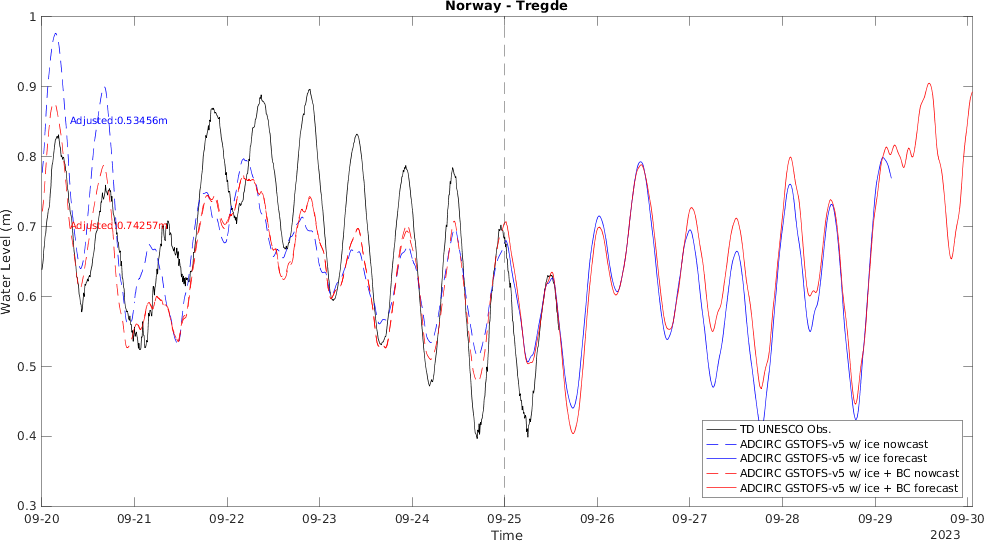 Norway - Tregde
1
0.9
0.8
0.7
0.6
0.5
0.4
0.3
Water Level (m)
Adjusted:0.53456m
Adjusted:0.74257m
TD UNESCO Obs.
ADCIRC GSTOFS-v5 w/ ice nowcast
ADCIRC GSTOFS-v5 w/ ice forecast
ADCIRC GSTOFS-v5 w/ ice + BC nowcast
ADCIRC GSTOFS-v5 w/ ice + BC forecast
09-20 09-21 09-22 09-23 09-24 09-25 09-26 09-27 09-28 09-29 09-30
Time
2023